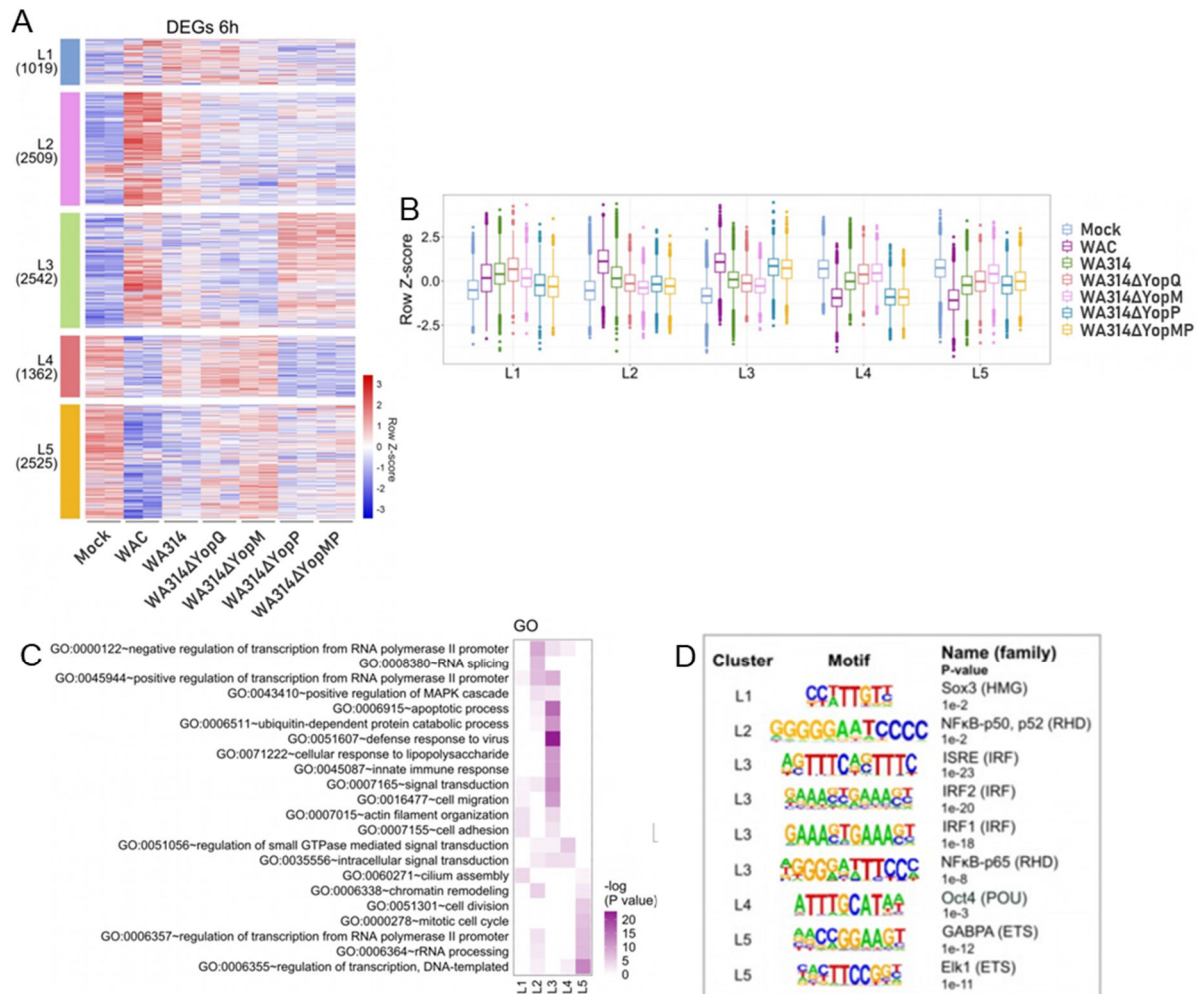 A
DEGs 6h
L1
(1019)
L2
(2509)
L3
(2542)
L4
(1362)
L5
(2525)
3
2
1
0
-1
-2
-3
Row Z-score
Mock
WAC
WA314
WA314ΔYopQ
WA314ΔYopM
WA314ΔYopP
WA314ΔYopMP
B
Row Z-score
2.5
0.0
-2.5
L1 L2 L3 L4 L5
Mock
WAC
WA314
WA314ΔYopQ
WA314ΔYopM
WA314ΔYopP
WA314ΔYopMP
C
GO
GO:0000122~negative regulation of transcription from RNA polymerase II promoter
GO:0008380~RNA splicing
GO:0045944~positive regulation of transcription from RNA polymerase II promoter
GO:0043410~positive regulation of MAPK cascade
GO:0006915~apoptotic process
GO:0006511~ubiquitin-dependent protein catabolic process
GO:0051607~defense response to virus
GO:0071222~cellular response to lipopolysaccharide
GO:0045087~innate immune response
GO:0007165~signal transduction
GO:0016477~cell migration
GO:0007015~actin filament organization
GO:0007155~cell adhesion
GO:0051056~regulation of small GTPase mediated signal transduction
GO:0035556~intracellular signal transduction
GO:0060271~cilium assembly
GO:0006338~chromatin remodeling
GO:0051301~cell division
GO:0000278~mitotic cell cycle
GO:0006357~regulation of transcription from RNA polymerase II promoter
GO:0006364~rRNA processing
GO:0006355~regulation of transcription, DNA-templated
L1 L2 L3 L4 L5
-log
(P value)
20
15
10
5
0
D
Cluster Motif Name (family)
P-value
L1 CCTTTGTC Sox3 (HMG)
1e-2
L2 GGGGGAATCCCC NFκB-p50, p52 (RHD)
1e-2
L3 AGTTTCAGTTTC ISRE (IRF)
1e-23
L3 GAAAGTGAAAGT IRF2 (IRF)
1e-20
L3 GAAAGTGAAAGT IRF1 (IRF)
1e-18
L3 TGGGGATTTCCC NFκB-p65 (RHD)
1e-8
L4 ATTTGCATAA Oct4 (POU)
1e-3
L5 AACCGGAAGT GABPA (ETS)
1e-12
L5 CACTTCCGGT Elk1 (ETS)
1e-11